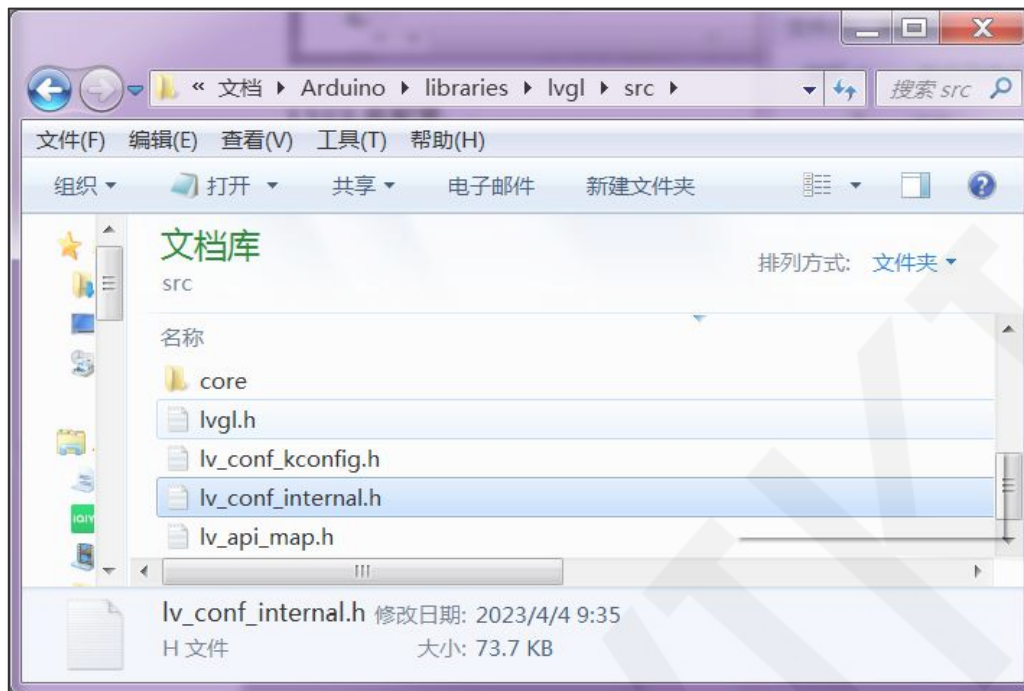 « 文档 ▸ Arduino ▸ libraries ▸ lvgl ▸ src ▸ 搜索 src
文件(F) 编辑(E) 查看(V) 工具(T) 帮助(H)
组织 打开 共享 电子邮件 新建文件夹
文档库
src
排列方式: 文件夹
名称
core
lvgl.h
lv_conf_kconfig.h
lv_conf_internal.h
lv_api_map.h
lv_conf_internal.h 修改日期: 2023/4/4 9:35
H 文件 大小: 73.7 KB